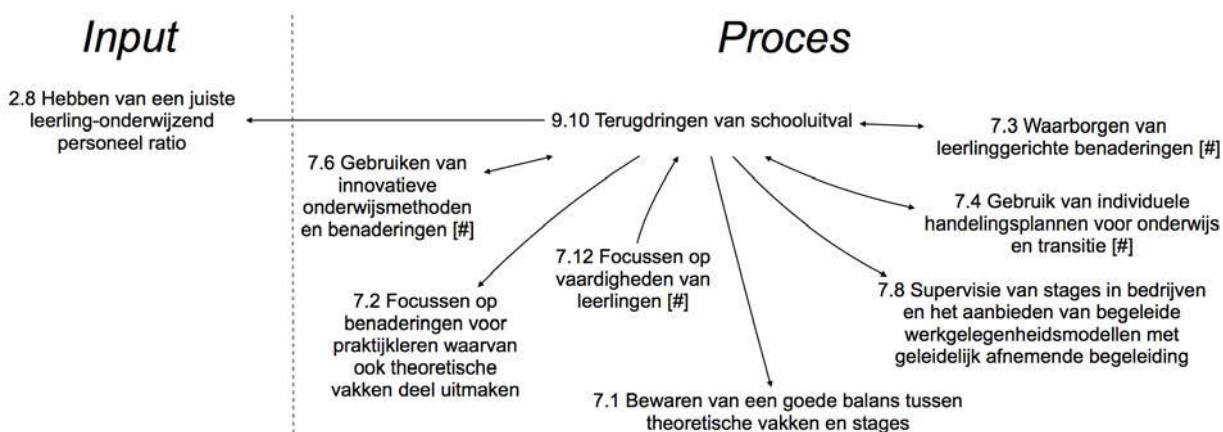 Input
Proces
2.8 Hebben van een juiste
leerling-onderwijzend
personeel ratio
9.10 Terugdringen van schooluitval
7.3 Waarborgen van
leerlinggerichte benaderingen [#]
7.6 Gebruiken van
innovatieve
onderwijsmethoden
en benaderingen [#]
7.4 Gebruik van individuele
handelingsplannen voor onderwijs
en transitie [#]
7.12 Focussen op
vaardigheden van
leerlingen [#]
7.2 Focussen op
benaderingen voor
praktijkleren waarvan
ook theoretische
vakken deel uitmaken
7.8 Supervisie van stages in bedrijven
en het aanbieden van begeleide
werkgelegenheidsmodellen met
geleidelijk afnemende begeleiding
7.1 Bewaren van een goede balans tussen
theoretische vakken en stages